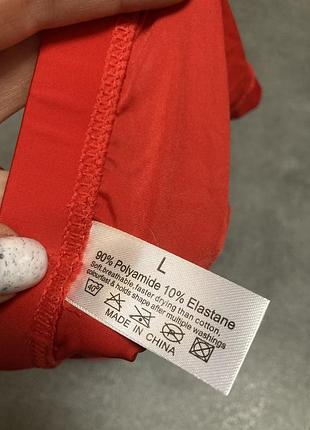 L
90% Polyamide 10% Elastane
Soft,breathable,faster drying than cotton,
colourfast & holds shape after multiple washings
40°
MADE IN CHINA